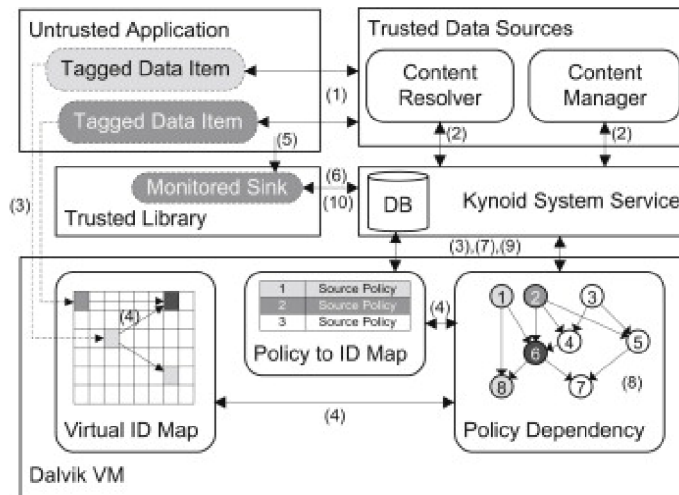 Untrusted Application
Trusted Data Sources
Tagged Data Item
Content
Resolver
Content
Manager
(1)
Tagged Data Item
(5)
(2)
(2)
(3)
Monitored Sink
(6)
(10)
Trusted Library
DB
Kynoid System Service
(3),(7),(9)
1 Source Policy
2 Source Policy
3 Source Policy
(4)
(4)
Policy to ID Map
1
2
3
4
5
6
7
8
(8)
Virtual ID Map
(4)
Policy Dependency
Dalvik VM